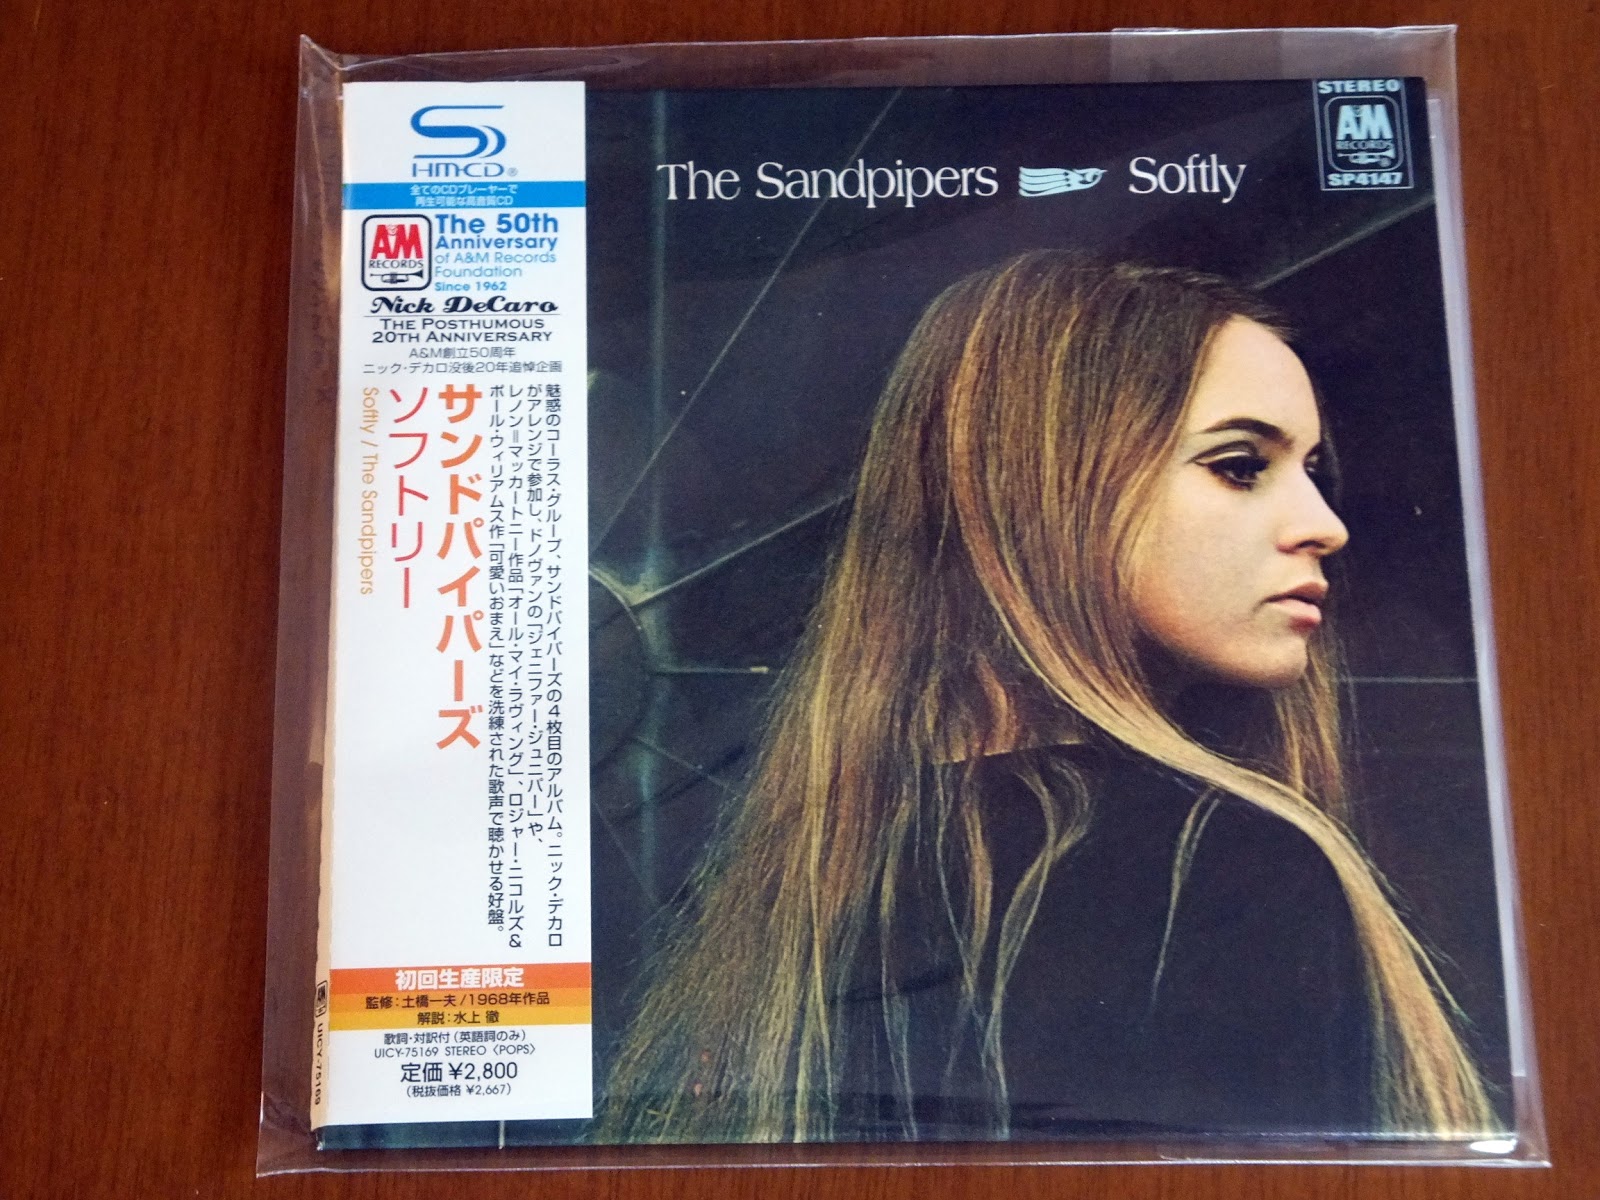 SHM-CD®
全てのCDプレーヤーで
再生可能な高音質CD
A&M
RECORDS
The 50th
Anniversary
of A&M Records
Foundation
Since 1962
Nick DeCaro
THE POSTHUMOUS
20TH ANNIVERSARY
A&M創立50周年
ニック・デカロ没後20年追悼企画
魅惑のコーラス・グループ、サンドパイパーズの4枚目のアルバム。ニック・デカロ
がアレンジで参加し、ドノヴァンの「ジェニファー・ジュニパー」や、
レノン=マッカートニー作品「オール・マイ・ラヴィング」、ロジャー・ニコルズ&
ポール・ウィリアムス作「可愛いおまえ」などを洗練された歌声で聴かせる好盤。
サンドパイパーズ
ソフトリー
Softly / The Sandpipers
初回生産限定
監修:土橋一夫/1968年作品
解説:水上 徹
歌詞・対訳付(英語詞のみ)
UICY-75169 STEREO〈POPS〉
定価¥2,800
(税抜価格 ¥2,667)
UICY-75169
The Sandpipers Softly
STEREO
A&M
RECORDS
®
SP4147